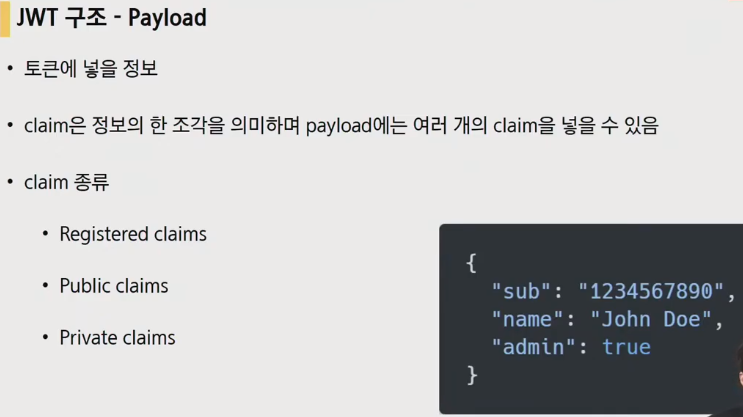 JWT 구조 - Payload
• 토큰에 넣을 정보
• claim은 정보의 한 조각을 의미하며 payload에는 여러 개의 claim을 넣을 수 있음
• claim 종류
• Registered claims
• Public claims
• Private claims
{
"sub": "1234567890",
"name": "John Doe",
"admin": true
}